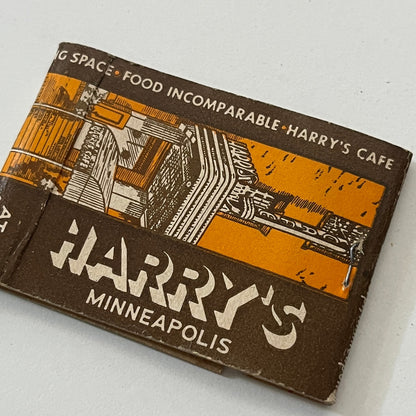 SPACE • FOOD INCOMPARABLE • HARRY'S CAFE
HARRY'S
MINNEAPOLIS